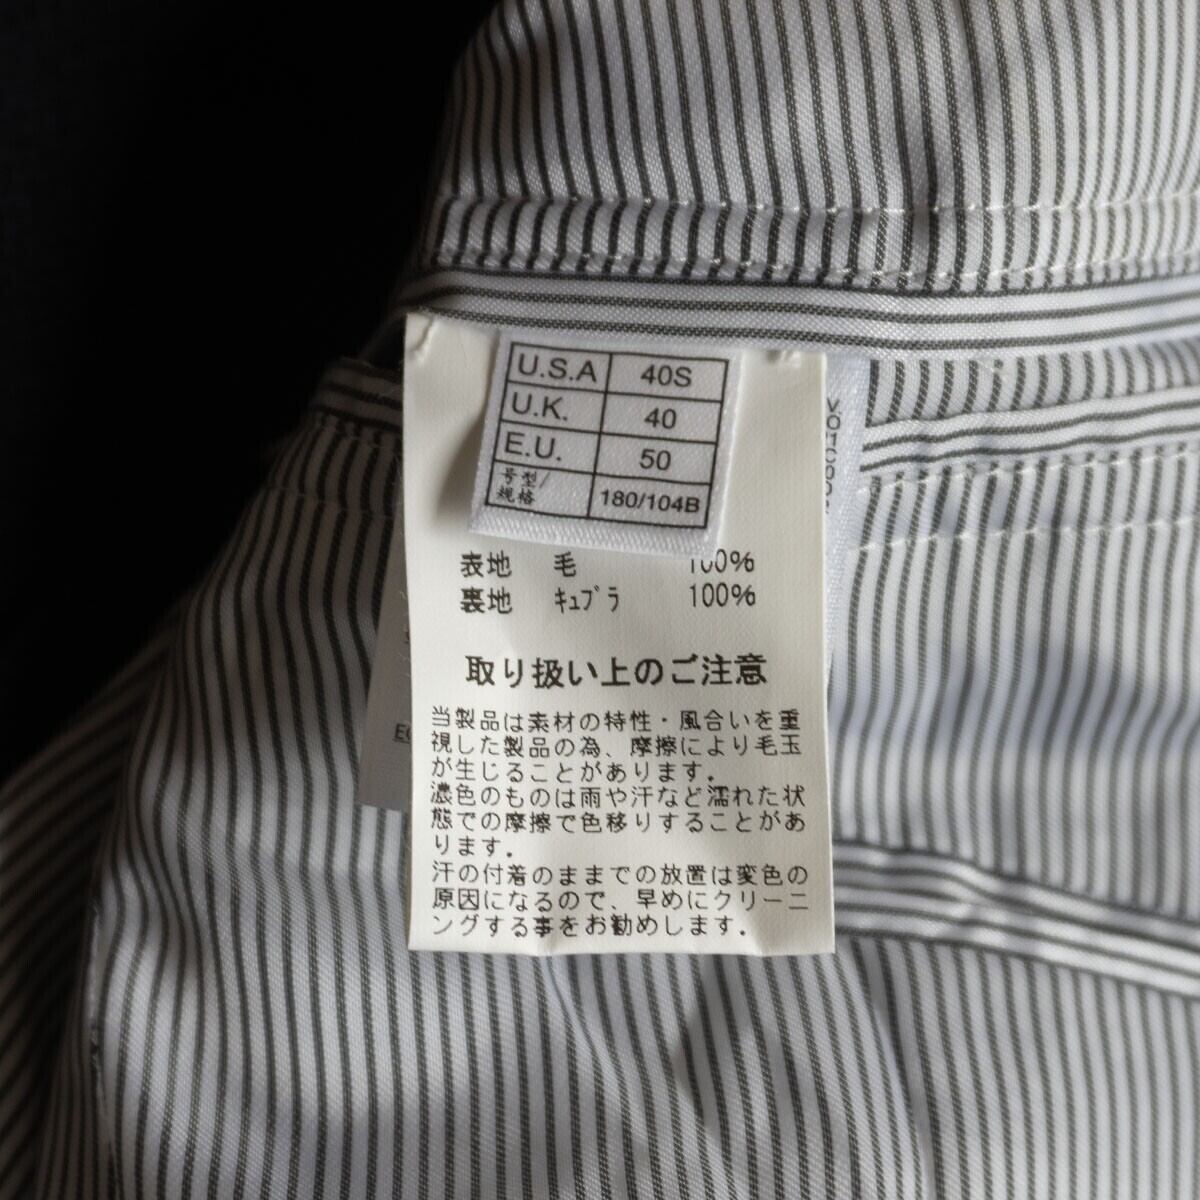 U.S.A 40S
U.K. 40
E.U. 50
号型/
規格 180/104B
表地 毛 100%
裏地 ｷｭﾌﾟﾗ 100%
取り扱い上のご注意
当製品は素材の特性・風合いを重
視した製品の為、摩擦により毛玉
が生じることがあります。
濃色のものは雨や汗など濡れた状
態での摩擦で色移りすることがあ
ります。
汗の付着のままでの放置は変色の
原因になるので、早めにクリーニ
ングする事をお勧めします。